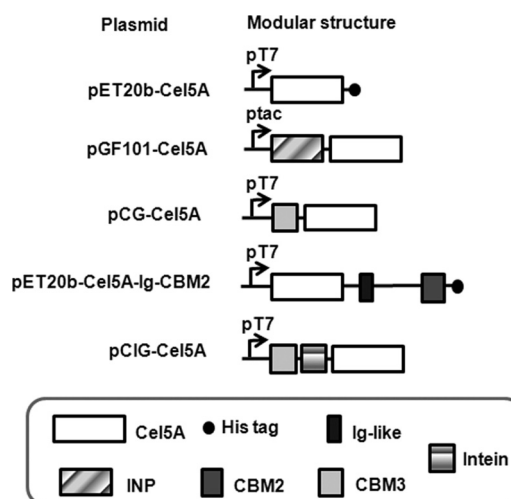 Plasmid Modular structure
pT7
pET20b-Cel5A
ptac
pGF101-Cel5A
pT7
pCG-Cel5A
pT7
pET20b-Cel5A-Ig-CBM2
pT7
pCIG-Cel5A
Cel5A His tag Ig-like Intein
INP CBM2 CBM3